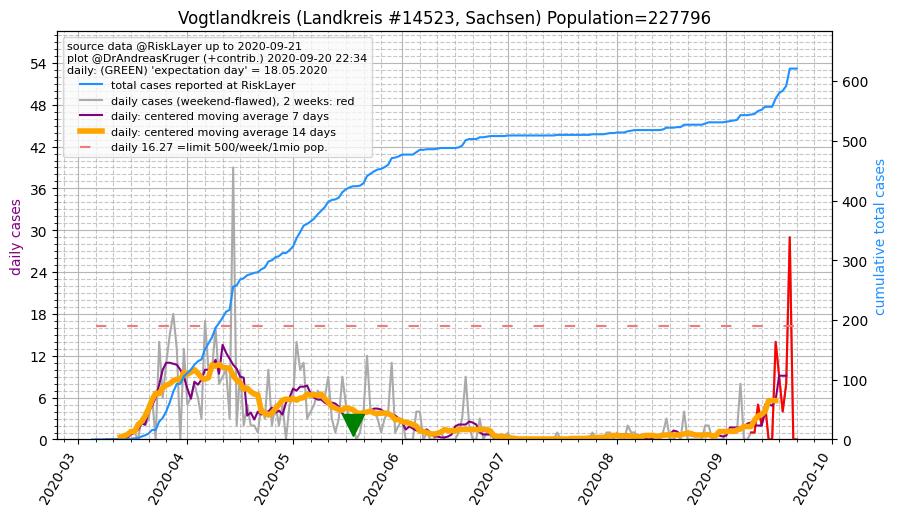 Vogtlandkreis (Landkreis #14523, Sachsen) Population=227796
source data @RiskLayer up to 2020-09-21
plot @DrAndreasKruger (+contrib.) 2020-09-20 22:34
daily: (GREEN) 'expectation day' = 18.05.2020
total cases reported at RiskLayer
daily cases (weekend-flawed), 2 weeks: red
daily: centered moving average 7 days
daily: centered moving average 14 days
daily 16.27 =limit 500/week/1mio pop.
daily cases
54
48
42
36
30
24
18
12
6
0
cumulative total cases
600
500
400
300
200
100
0
2020-03
2020-04
2020-05
2020-06
2020-07
2020-08
2020-09
2020-10